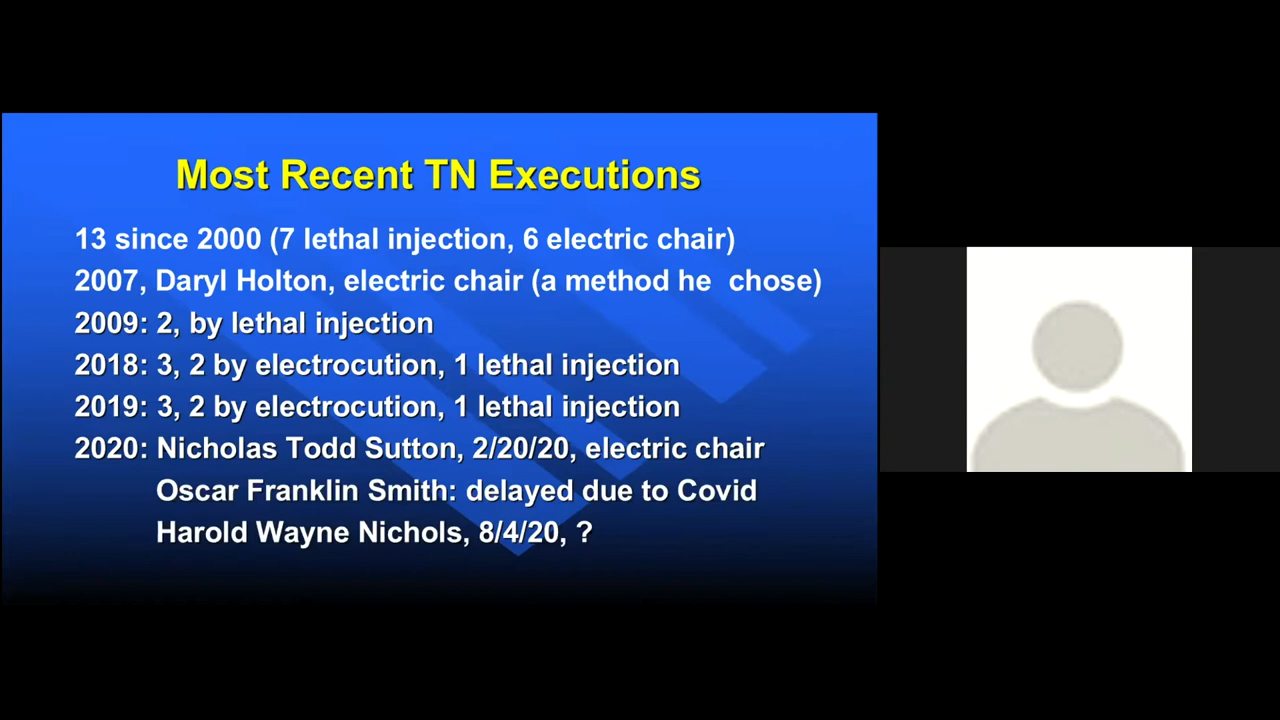 Most Recent TN Executions
13 since 2000 (7 lethal injection, 6 electric chair)
2007, Daryl Holton, electric chair (a method he  chose)
2009: 2, by lethal injection
2018: 3, 2 by electrocution, 1 lethal injection
2019: 3, 2 by electrocution, 1 lethal injection
2020: Nicholas Todd Sutton, 2/20/20, electric chair
Oscar Franklin Smith: delayed due to Covid
Harold Wayne Nichols, 8/4/20, ?